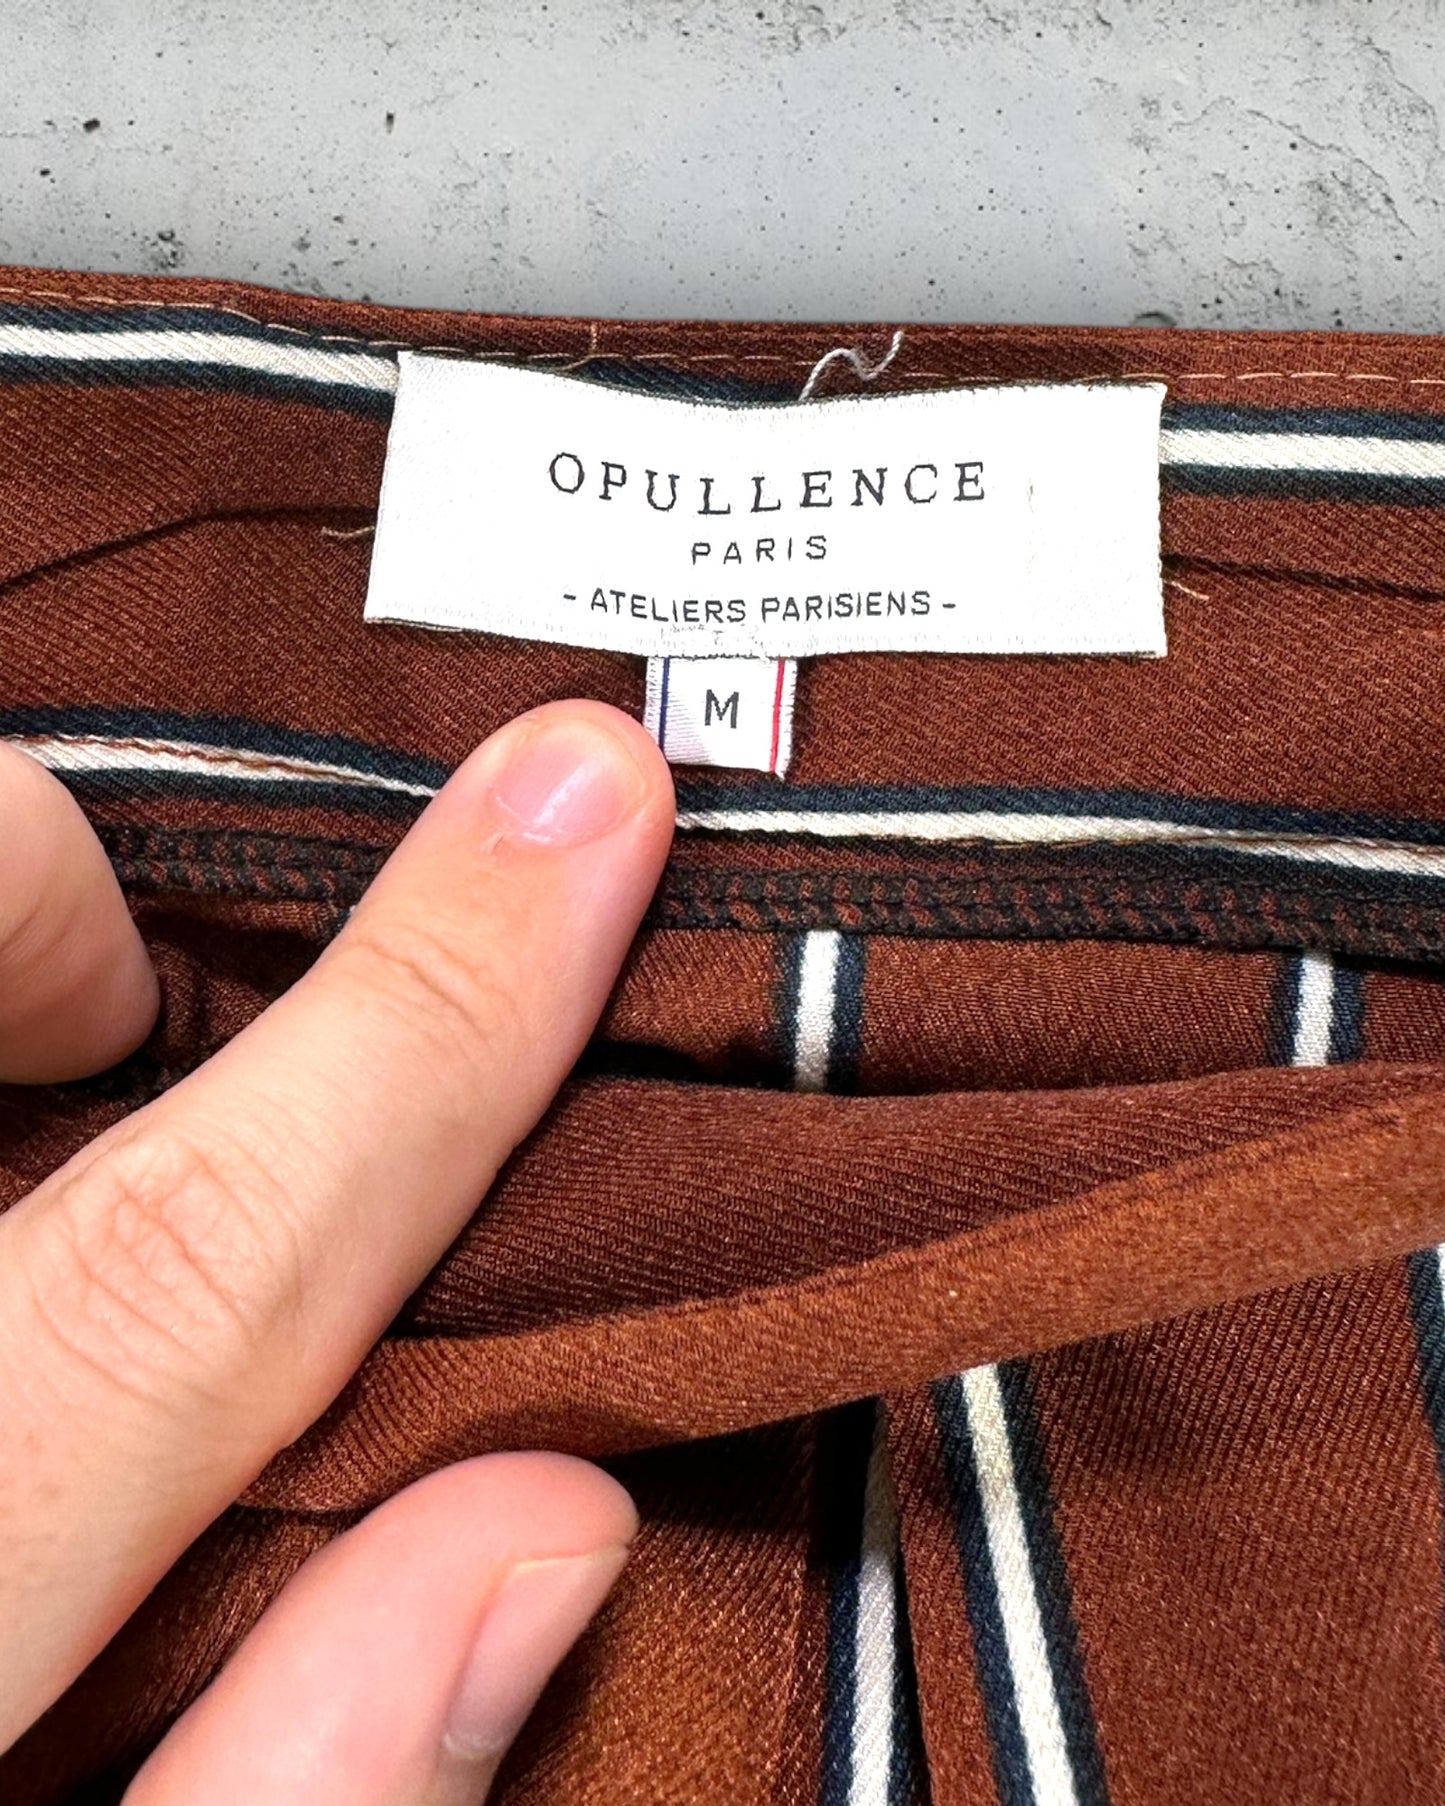 OPULLENCE
PARIS
- ATELIERS PARISIENS -
M